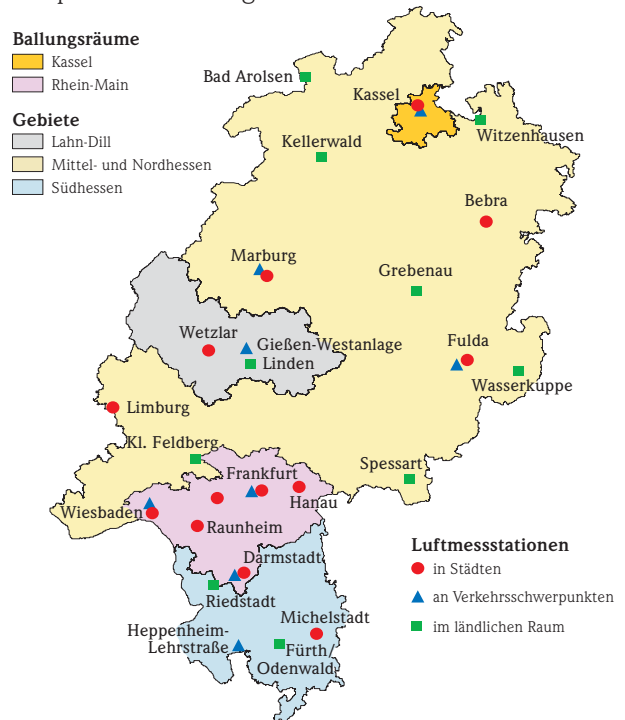 Ballungsräume
Kassel
Rhein-Main
Gebiete
Lahn-Dill
Mittel- und Nordhessen
Südhessen
Bad Arolsen
Kassel
Witzenhausen
Kellerwald
Bebra
Marburg
Grebenau
Wetzlar
Gießen-Westanlage
Linden
Fulda
Wasserkuppe
Limburg
Kl. Feldberg
Spessart
Frankfurt
Hanau
Wiesbaden
Raunheim
Darmstadt
Riedstadt
Michelstadt
Heppenheim-
Lehrstraße
Fürth/
Odenwald
Luftmessstationen
in Städten
an Verkehrsschwerpunkten
im ländlichen Raum